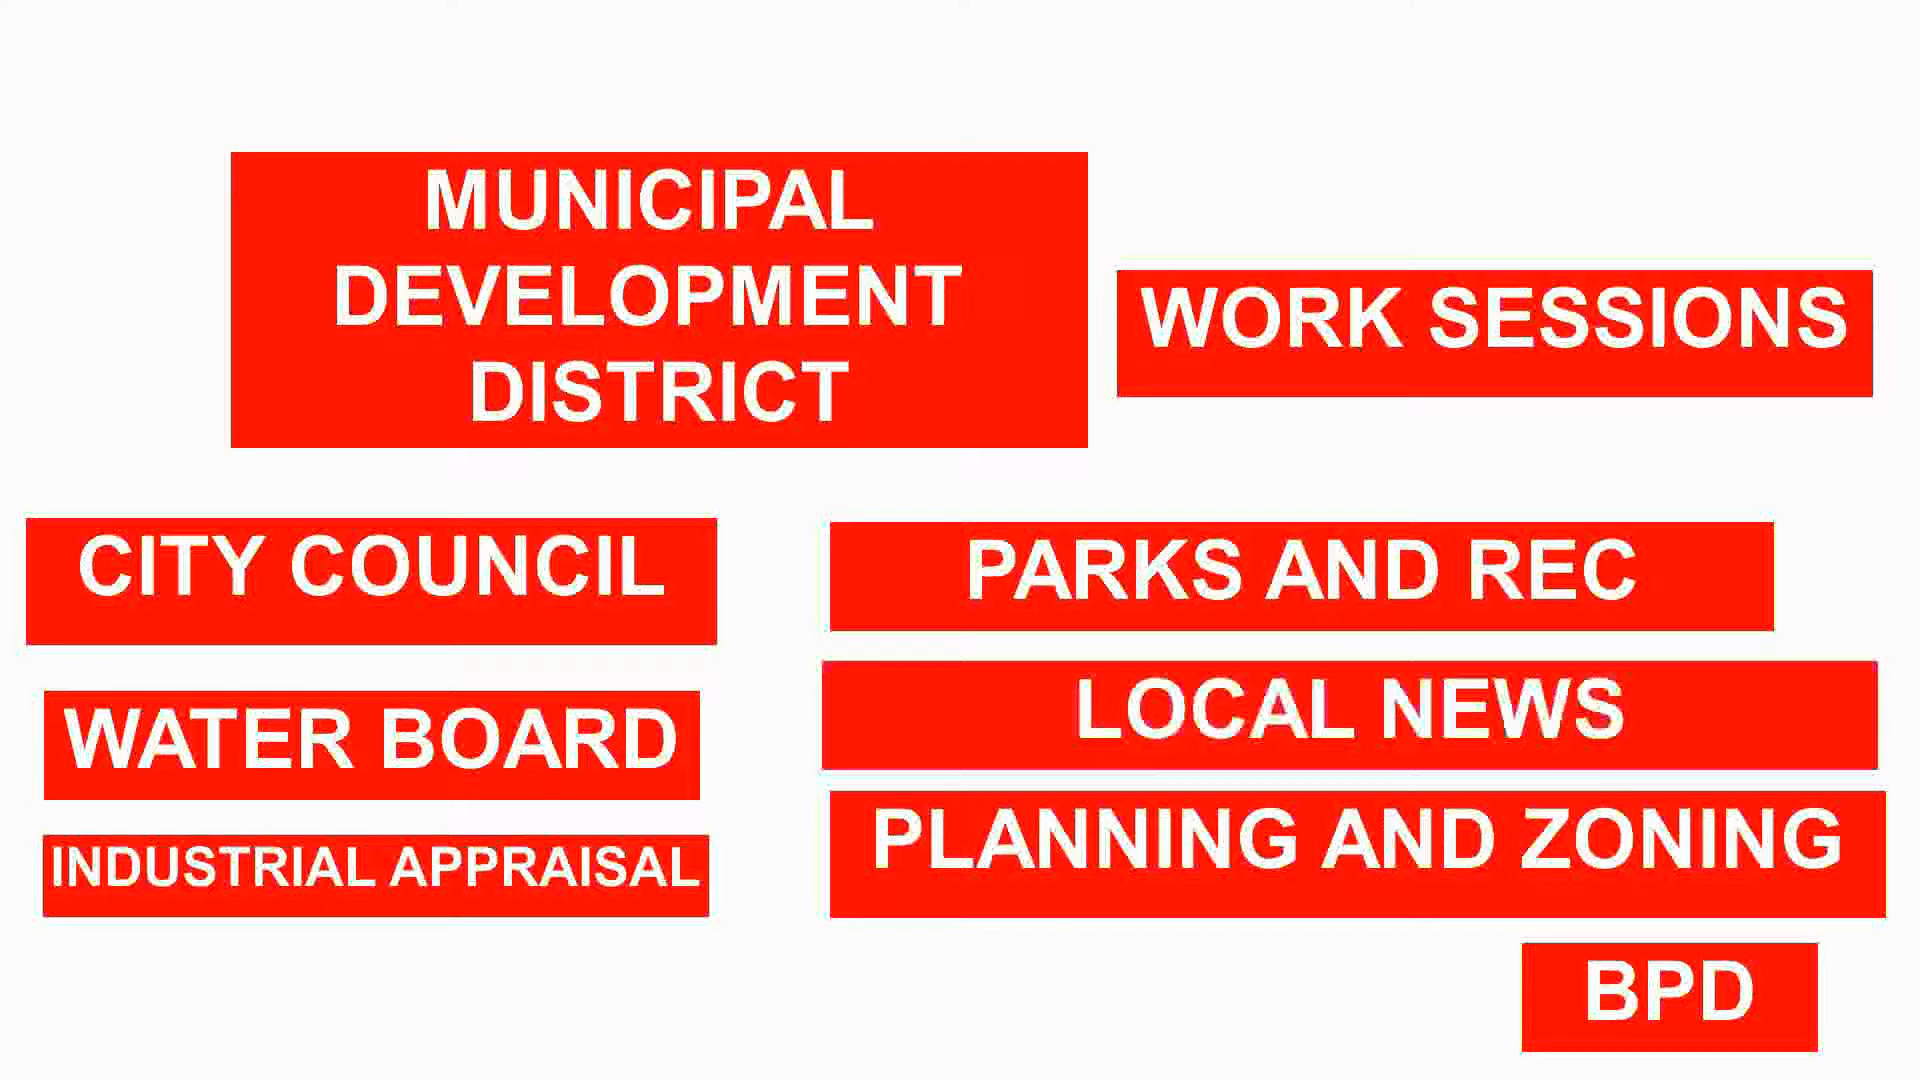 MUNICIPAL
DEVELOPMENT
DISTRICT
WORK SESSIONS
CITY COUNCIL
PARKS AND REC
WATER BOARD
LOCAL NEWS
INDUSTRIAL APPRAISAL
PLANNING AND ZONING
BPD